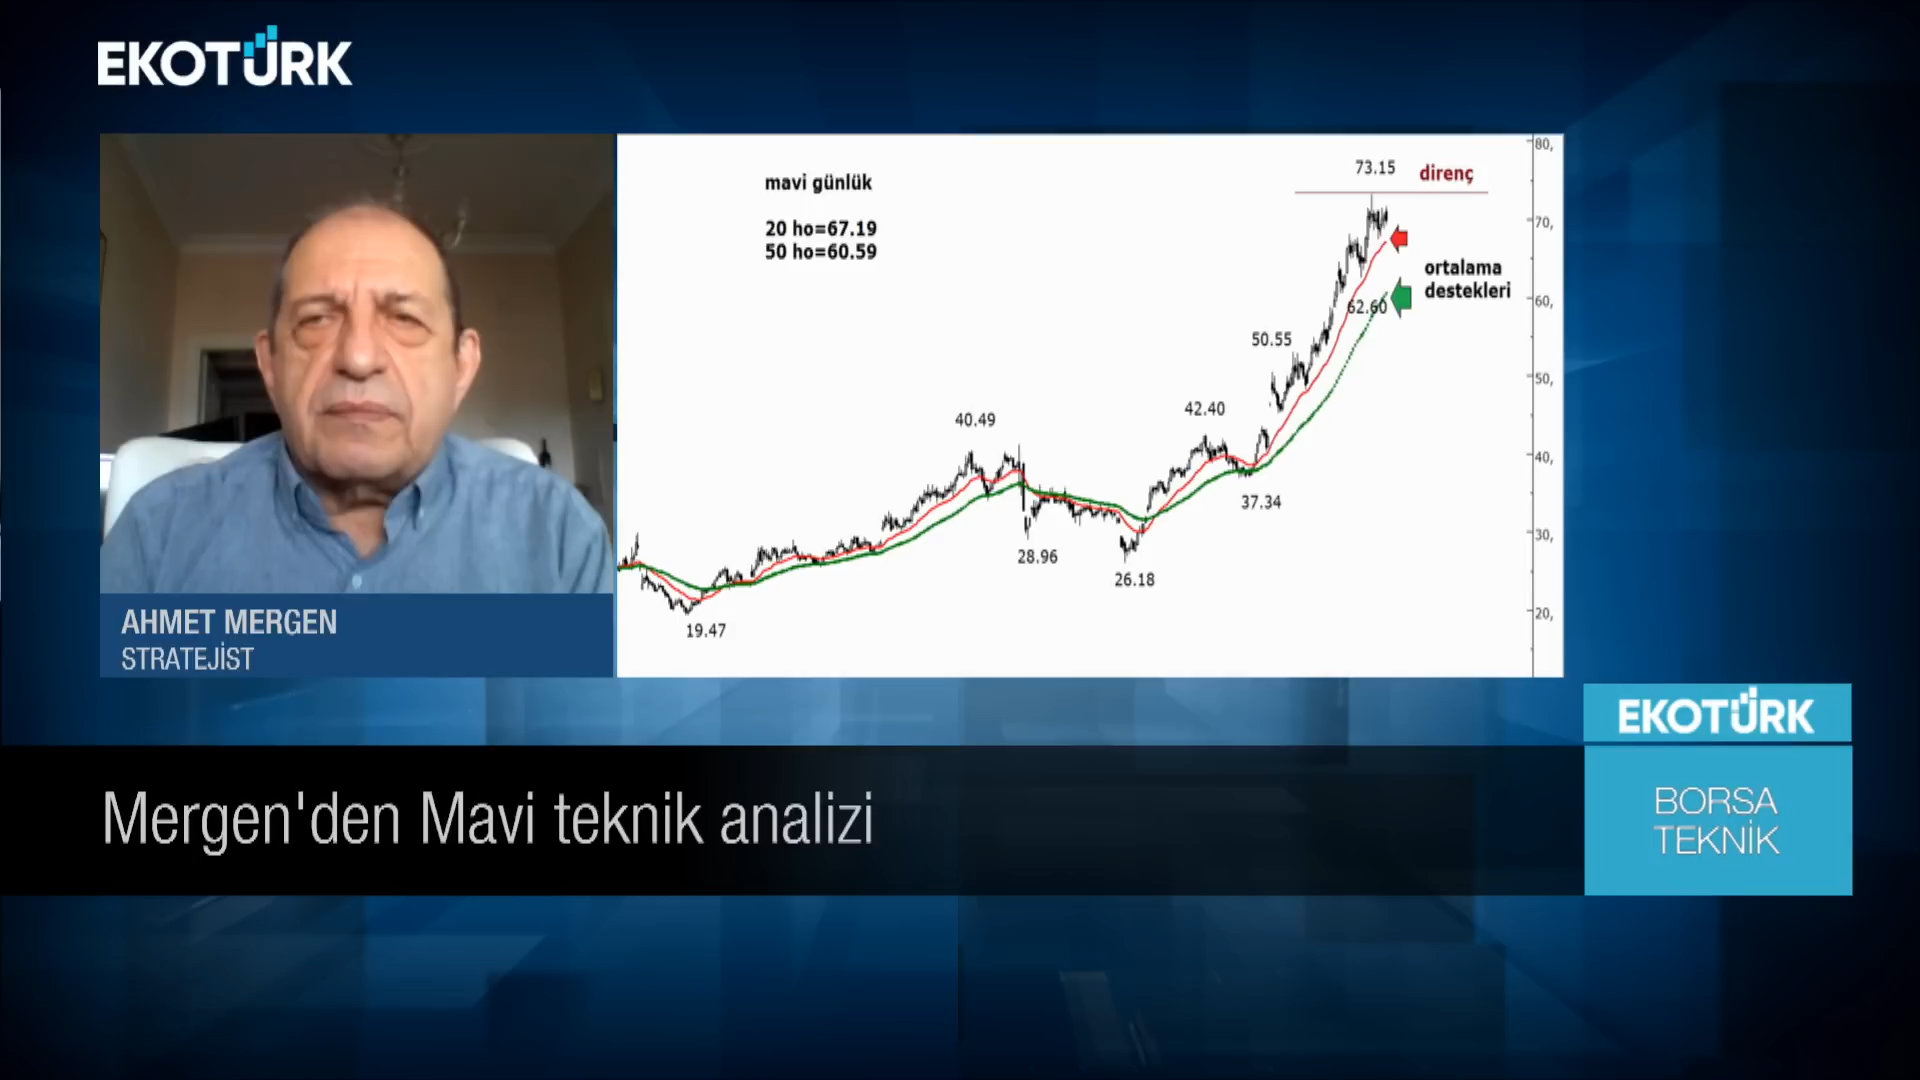 EKOTÜRK
mavi günlük
20 ho=67.19
50 ho=60.59
73.15
direnç
ortalama
destekleri
62.60
50.55
42.40
40.49
37.34
28.96
26.18
19.47
80,
70,
60,
50,
40,
30,
20,
AHMET MERGEN
STRATEJİST
EKOTÜRK
BORSA
TEKNİK
Mergen'den Mavi teknik analizi